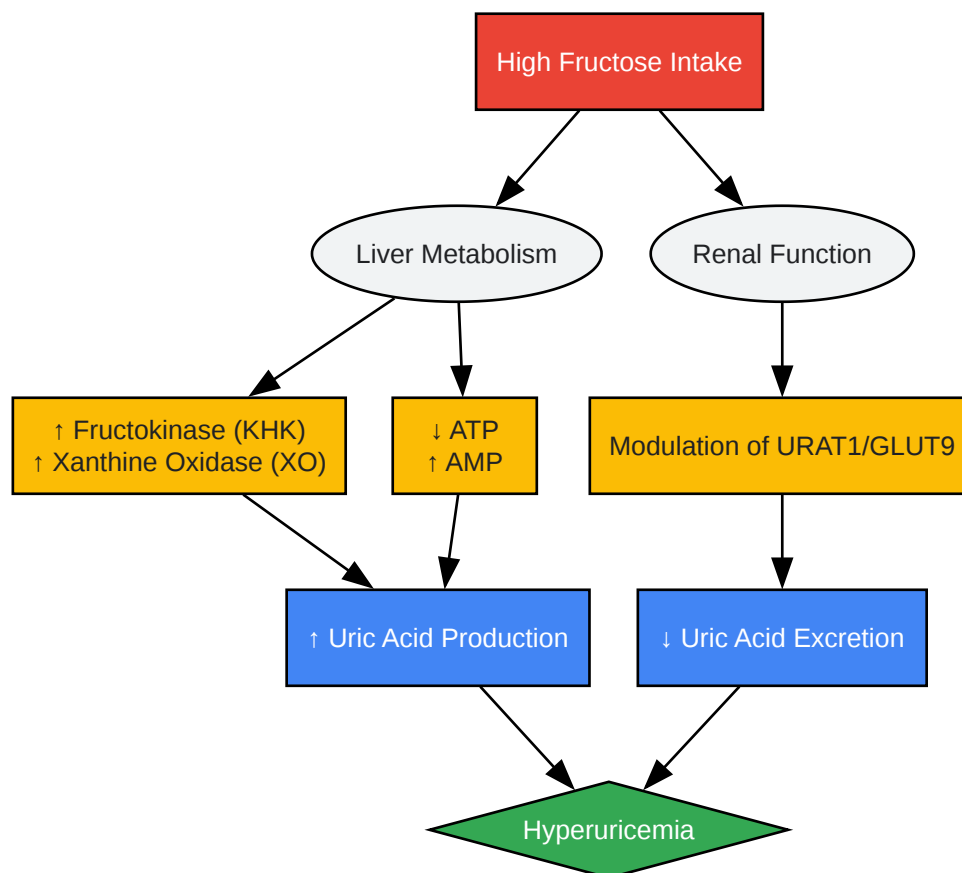 High Fructose Intake
Liver Metabolism
Renal Function
↑ Fructokinase (KHK)
↑ Xanthine Oxidase (XO)
↓ ATP
↑ AMP
Modulation of URAT1/GLUT9
↑ Uric Acid Production
↓ Uric Acid Excretion
Hyperuricemia